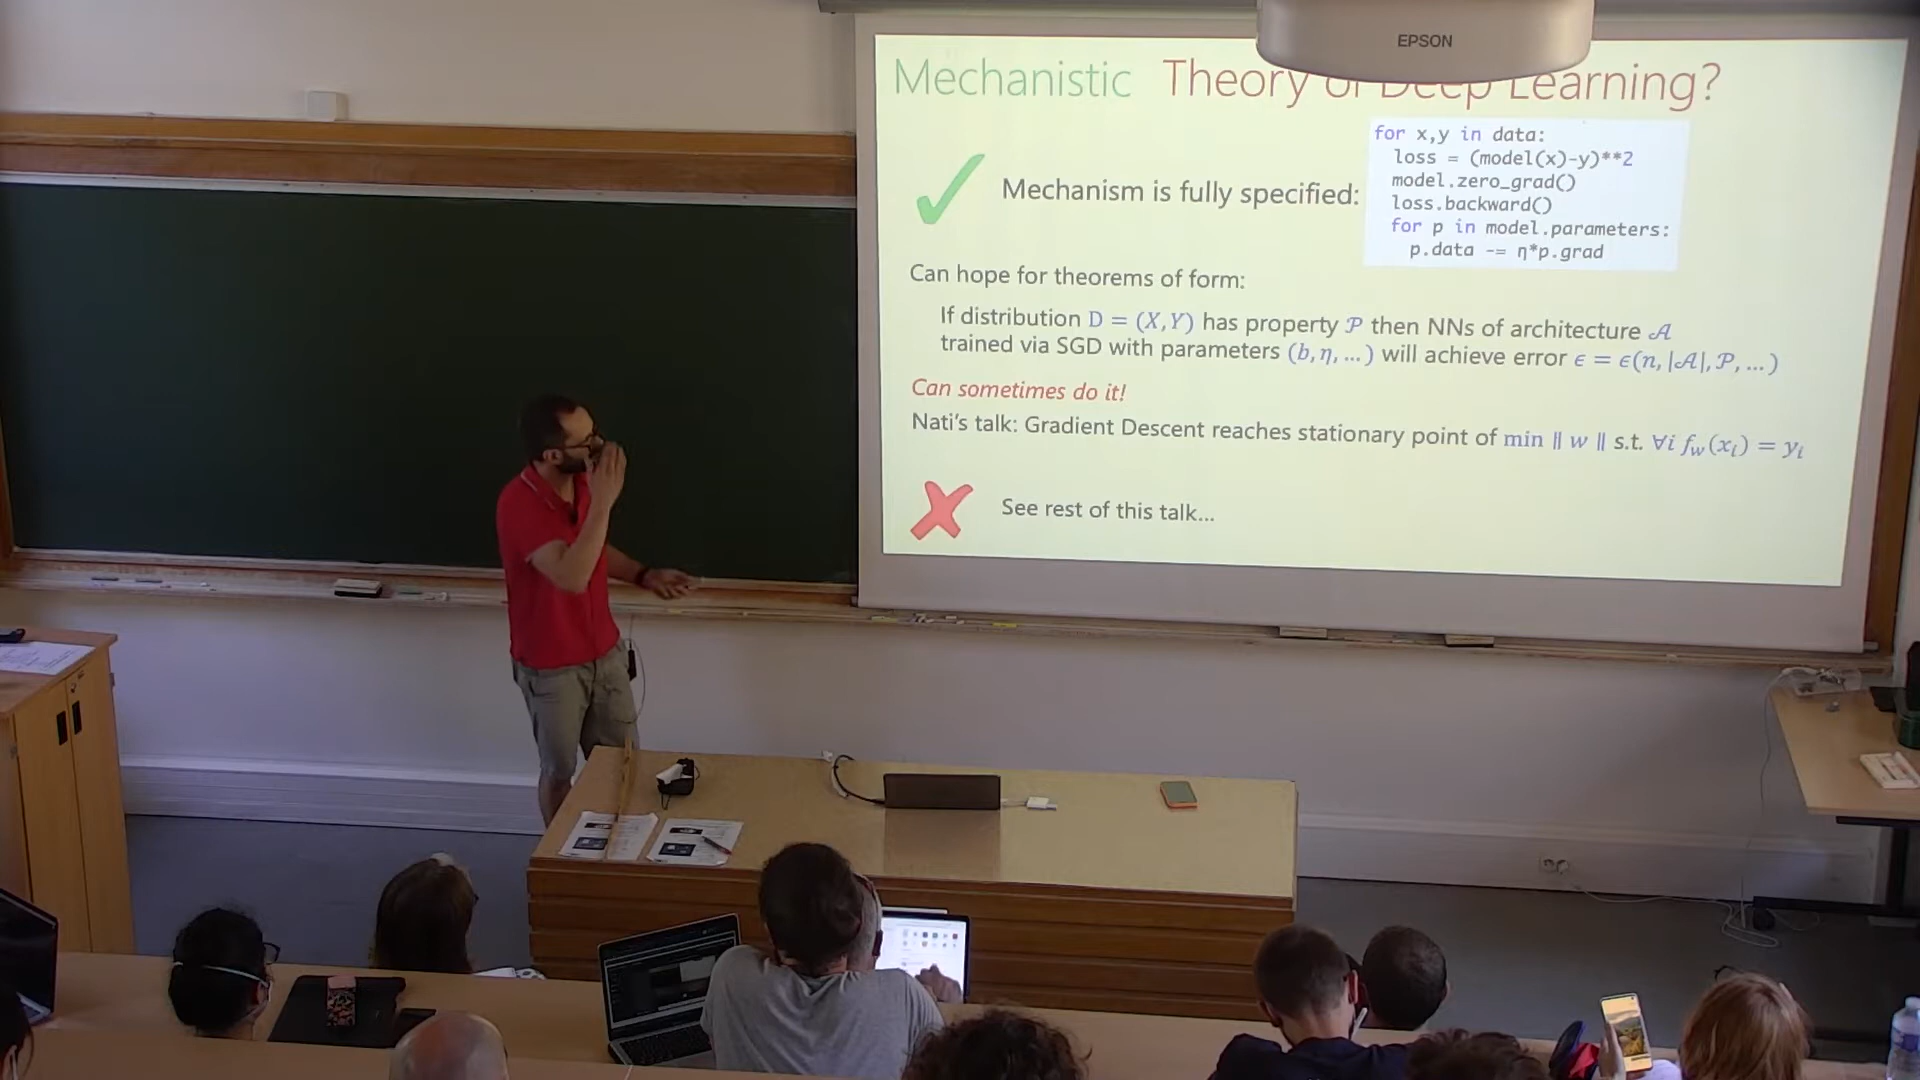 EPSON
Mechanistic Theory of Deep Learning?
for x,y in data:
loss = (model(x)-y)**2
model.zero_grad()
loss.backward()
for p in model.parameters:
p.data -= η*p.grad
Mechanism is fully specified:
Can hope for theorems of form:
If distribution D = (X,Y) has property 𝒫 then NNs of architecture 𝒜
trained via SGD with parameters (b,η,…) will achieve error ϵ = ϵ(n,|𝒜|,𝒫,…)
Can sometimes do it!
Nati's talk: Gradient Descent reaches stationary point of min ‖ w ‖ s.t. ∀i f_w(x_i) = y_i
See rest of this talk...